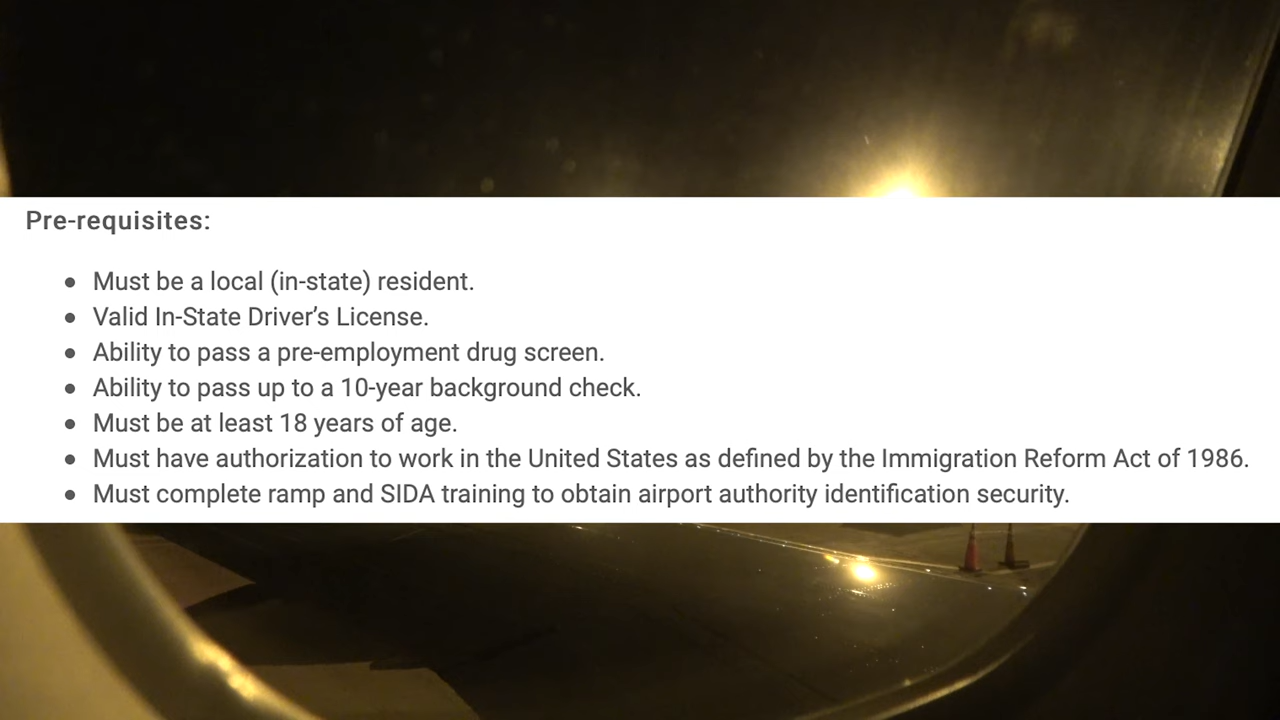 Pre-requisites:
Must be a local (in-state) resident.
Valid In-State Driver’s License.
Ability to pass a pre-employment drug screen.
Ability to pass up to a 10-year background check.
Must be at least 18 years of age.
Must have authorization to work in the United States as defined by the Immigration Reform Act of 1986.
Must complete ramp and SIDA training to obtain airport authority identification security.